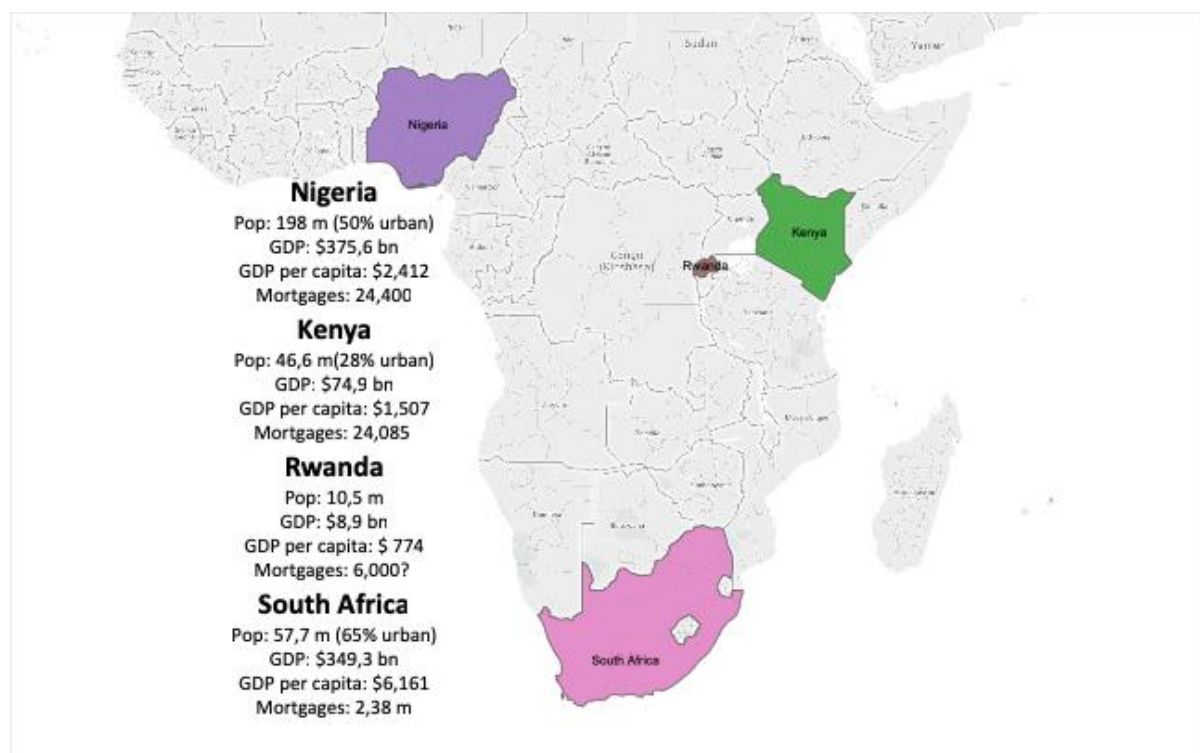 Sudan
Yemen
Nigeria
Nigeria
Pop: 198 m (50% urban)
GDP: $375,6 bn
GDP per capita: $2,412
Mortgages: 24,400
Kenya
Congo
(Kinshasa)
Rwanda
Kenya
Pop: 46,6 m(28% urban)
GDP: $74,9 bn
GDP per capita: $1,507
Mortgages: 24,085
Rwanda
Pop: 10,5 m
GDP: $8,9 bn
GDP per capita: $ 774
Mortgages: 6,000?
South Africa
Pop: 57,7 m (65% urban)
GDP: $349,3 bn
GDP per capita: $6,161
Mortgages: 2,38 m
South Africa